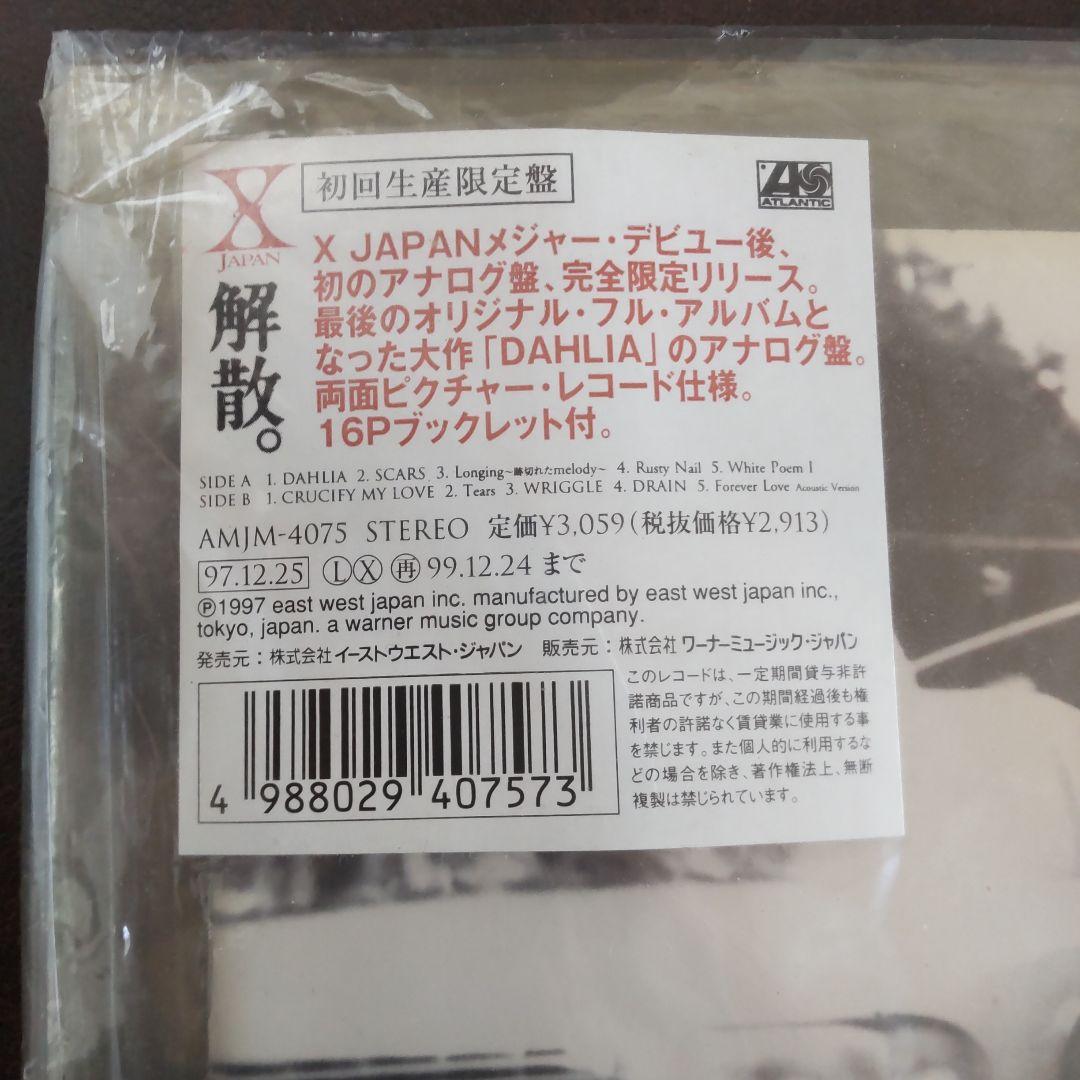 X
JAPAN
解散。
初回生産限定盤
ATLANTIC
X JAPANメジャー・デビュー後、
初のアナログ盤、完全限定リリース。
最後のオリジナル・フル・アルバムと
なった大作「DAHLIA」のアナログ盤。
両面ピクチャー・レコード仕様。
16Pブックレット付。
SIDE A 1. DAHLIA 2. SCARS 3. Longing～跡切れたmelody～ 4. Rusty Nail 5. White Poem I
SIDE B 1. CRUCIFY MY LOVE 2. Tears 3. WRIGGLE 4. DRAIN 5. Forever Love Acoustic Version
AMJM-4075 STEREO 定価¥3,059(税抜価格¥2,913)
97.12.25 Ⓛ Ⓧ ㊢ 99.12.24 まで
℗1997 east west japan inc. manufactured by east west japan inc.,
tokyo, japan. a warner music group company.
発売元：株式会社イーストウエスト・ジャパン 販売元：株式会社ワーナーミュージック・ジャパン
このレコードは、一定期間貸与非許
諾商品ですが、この期間経過後も権
利者の許諾なく賃貸業に使用する事
を禁じます。また個人的に利用するな
どの場合を除き、著作権法上、無断
複製は禁じられています。
4 988029 407573